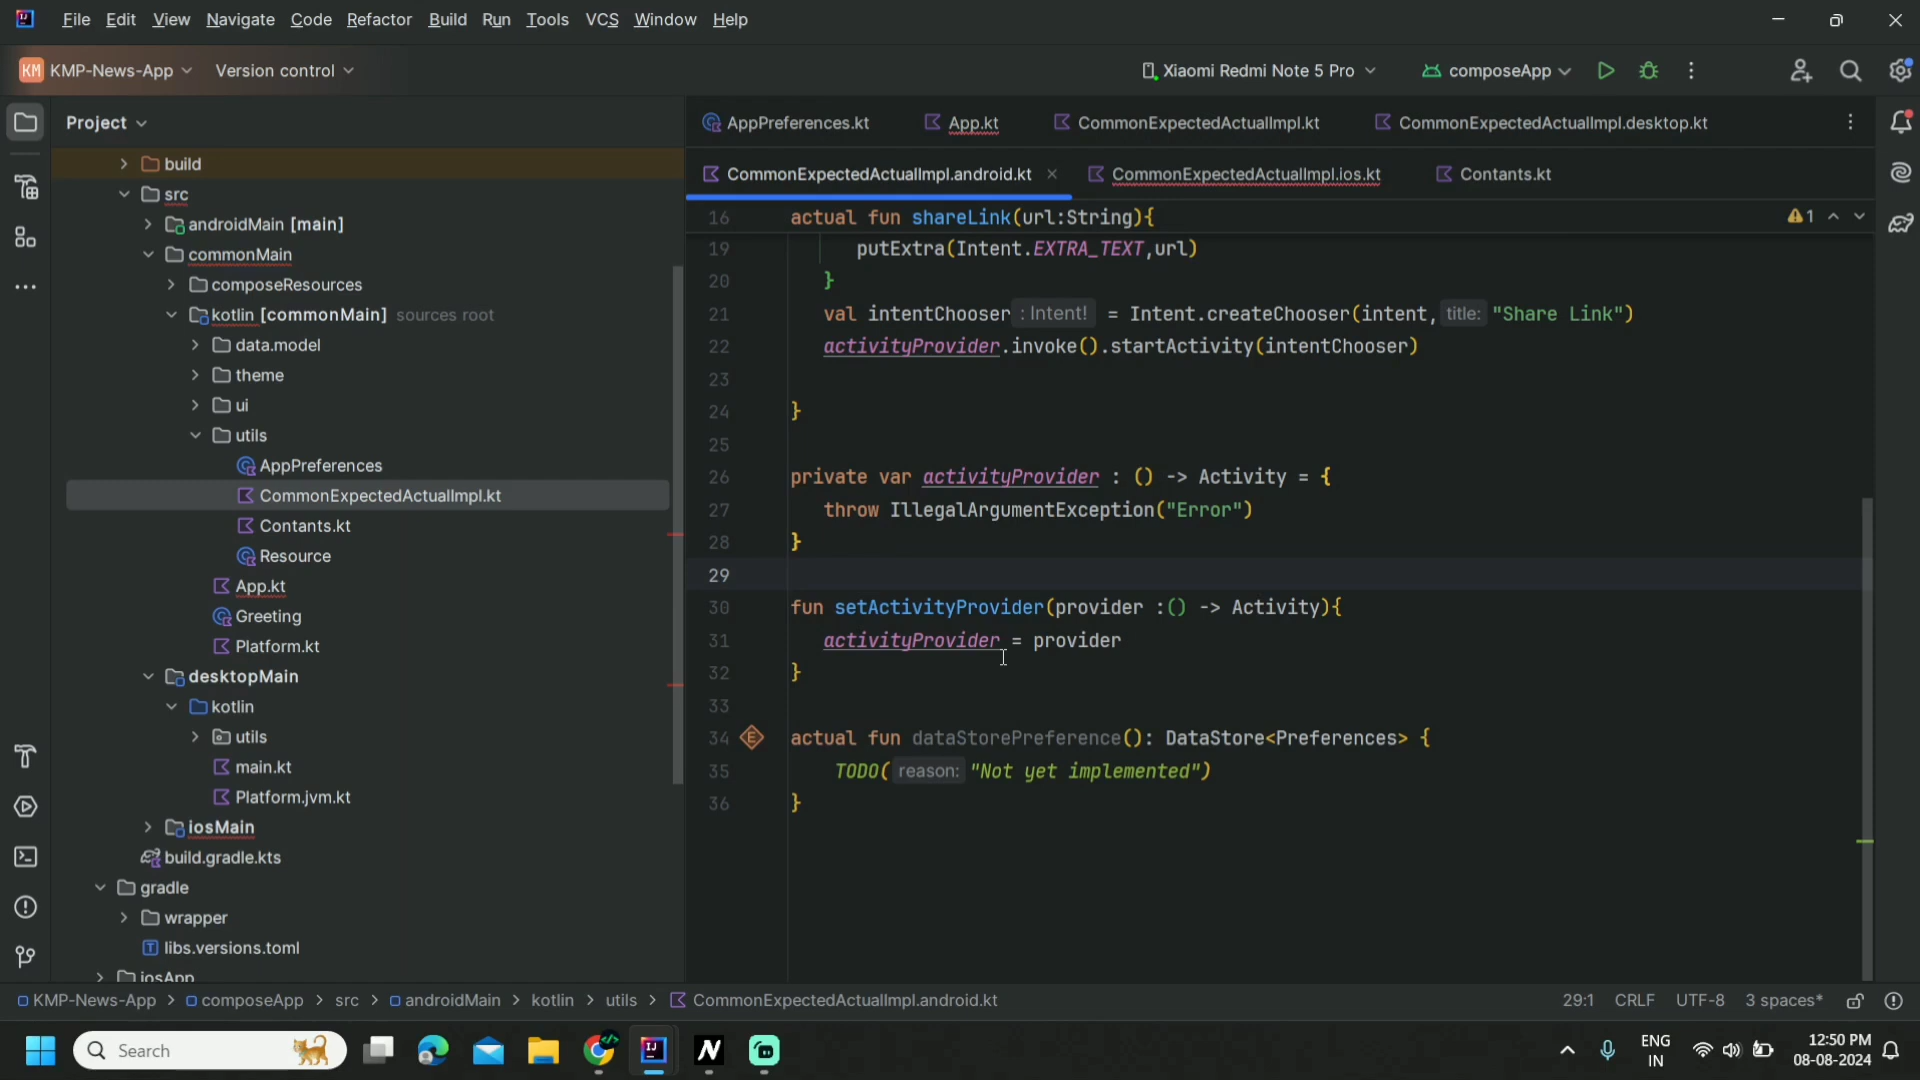 File Edit View Navigate Code Refactor Build Run Tools VCS Window Help
KM KMP-News-App Version control Xiaomi Redmi Note 5 Pro composeApp
Project
AppPreferences.kt App.kt CommonExpectedActualImpl.kt CommonExpectedActualImpl.desktop.kt
CommonExpectedActualImpl.android.kt CommonExpectedActualImpl.ios.kt Contants.kt
build
src
androidMain [main]
commonMain
composeResources
kotlin [commonMain] sources root
data.model
theme
ui
utils
AppPreferences
CommonExpectedActualImpl.kt
Contants.kt
Resource
App.kt
Greeting
Platform.kt
desktopMain
kotlin
utils
main.kt
Platform.jvm.kt
iosMain
build.gradle.kts
gradle
wrapper
libs.versions.toml
iosApp
16 actual fun shareLink(url:String){ 1
19 putExtra(Intent.EXTRA_TEXT,url)
20 }
21 val intentChooser : Intent! = Intent.createChooser(intent, title: "Share Link")
22 activityProvider.invoke().startActivity(intentChooser)
23
24 }
25
26 private var activityProvider : () -> Activity = {
27 throw IllegalArgumentException("Error")
28 }
29
30 fun setActivityProvider(provider :() -> Activity){
31 activityProvider = provider
32 }
33
34 actual fun dataStorePreference(): DataStore<Preferences> {
35 TODO( reason: "Not yet implemented")
36 }
KMP-News-App > composeApp > src > androidMain > kotlin > utils > CommonExpectedActualImpl.android.kt 29:1 CRLF UTF-8 3 spaces*
Search
ENG
IN
12:50 PM
08-08-2024